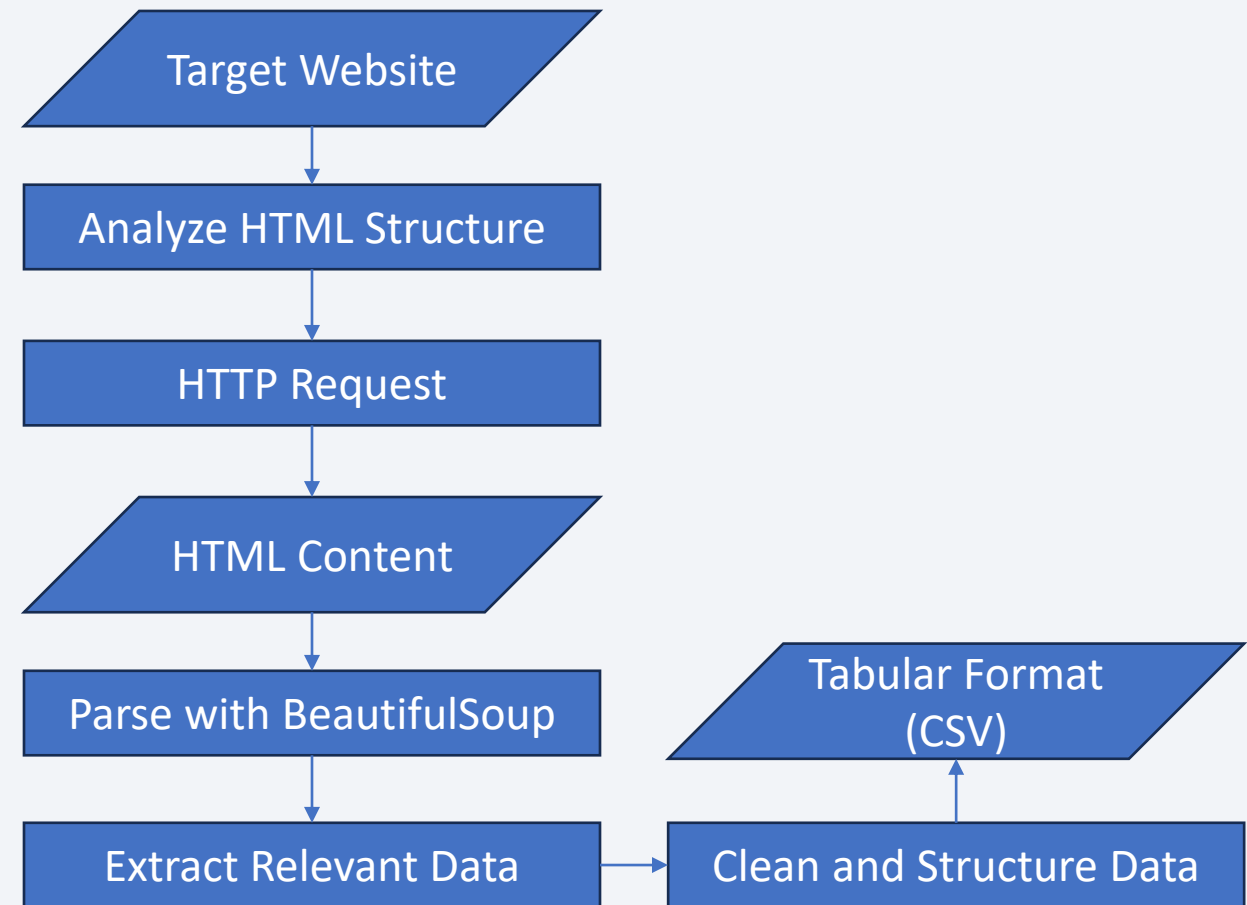 Target Website
Analyze HTML Structure
HTTP Request
HTML Content
Parse with BeautifulSoup
Extract Relevant Data
Clean and Structure Data
Tabular Format
(CSV)